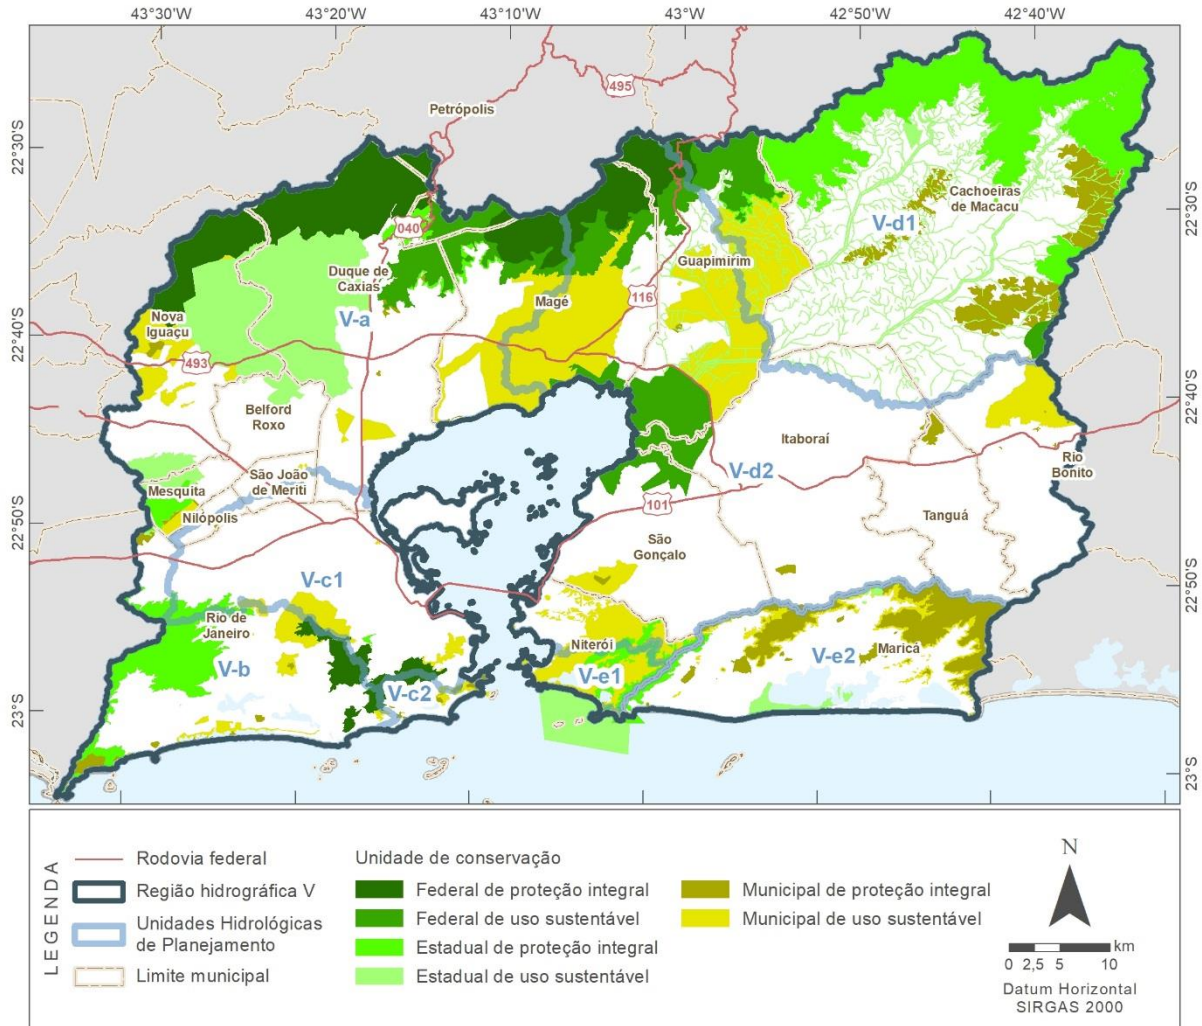 43°30'O
43°20'O
43°10'O
43°O
42°50'O
42°40'O
22°30'S
22°40'S
22°50'S
23°S
22°30'S
22°40'S
22°50'S
23°S
495
Petrópolis
Cachoeiras
de Macacu
V-d1
040
Guapimirim
Duque de
Caxias
Magé
116
Nova
Iguaçu
V-a
493
Belford
Roxo
Itaboraí
Rio
Bonito
V-d2
São João
de Meriti
Mesquita
101
Nilópolis
Tanguá
São
Gonçalo
V-c1
Rio de
Janeiro
Niterói
V-e2
Maricá
V-b
V-c2
V-e1
LEGENDA
Rodovia federal
Região hidrográfica V
Unidades Hidrológicas
de Planejamento
Limite municipal
Unidade de conservação
Federal de proteção integral
Federal de uso sustentável
Estadual de proteção integral
Estadual de uso sustentável
Municipal de proteção integral
Municipal de uso sustentável
N
km
0 2,5 5 10
Datum Horizontal
SIRGAS 2000